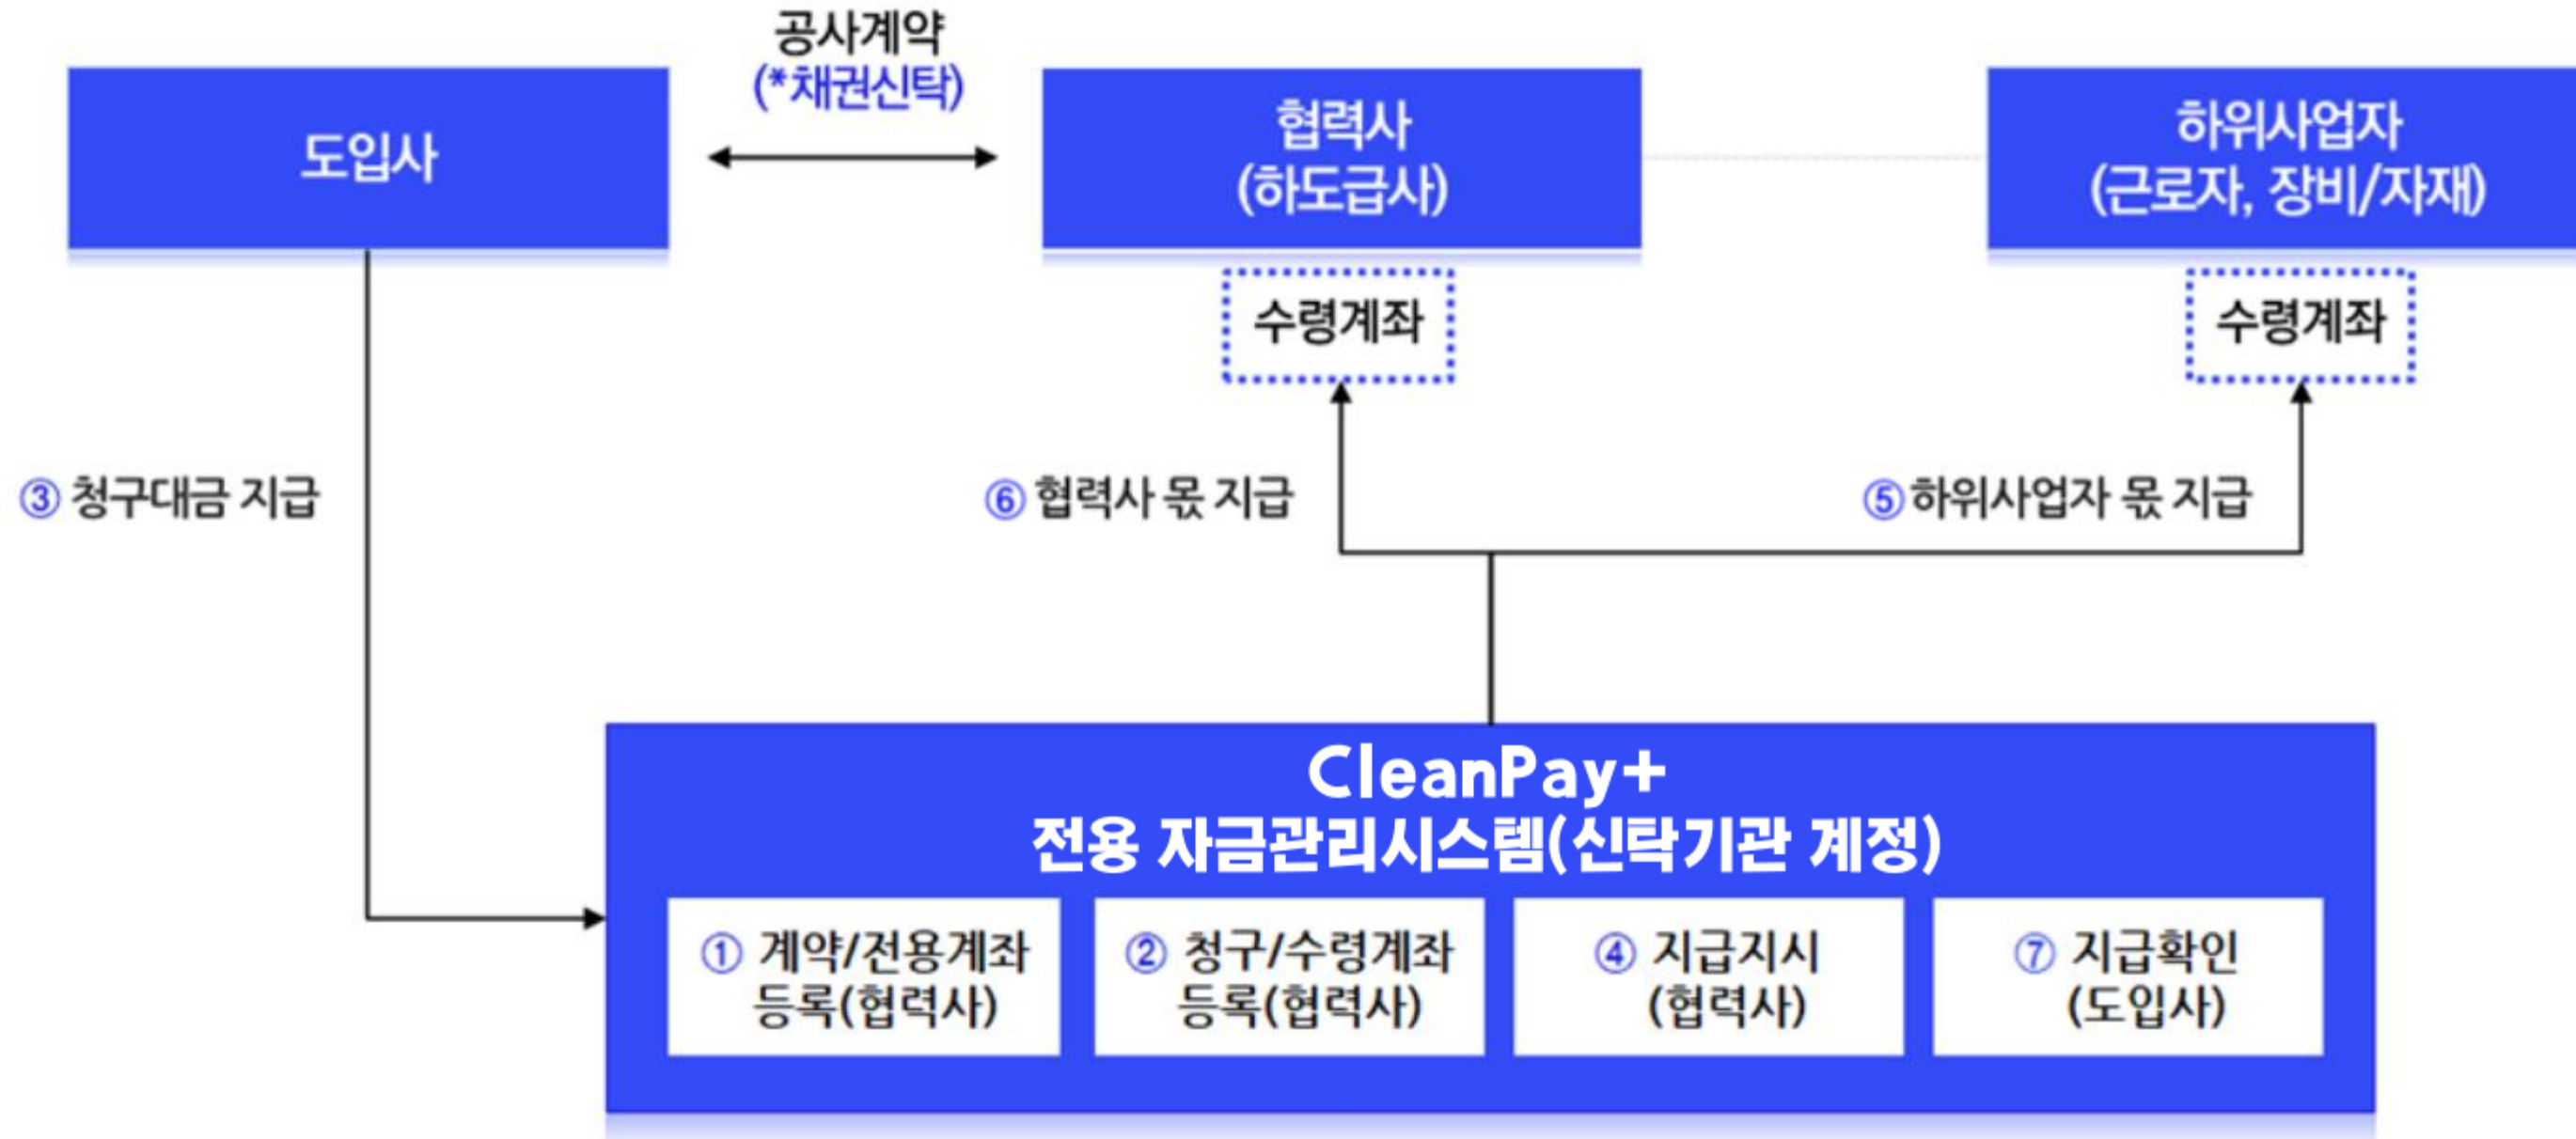 공사계약
(*채권신탁)
도입사
협력사
(하도급사)
하위사업자
(근로자, 장비/자재)
수령계좌
수령계좌
③ 청구대금 지급
⑥ 협력사 몫 지급
⑤ 하위사업자 몫 지급
CleanPay+
전용 자금관리시스템(신탁기관 계정)
① 계약/전용계좌
등록(협력사)
② 청구/수령계좌
등록(협력사)
④ 지급지시
(협력사)
⑦ 지급확인
(도입사)